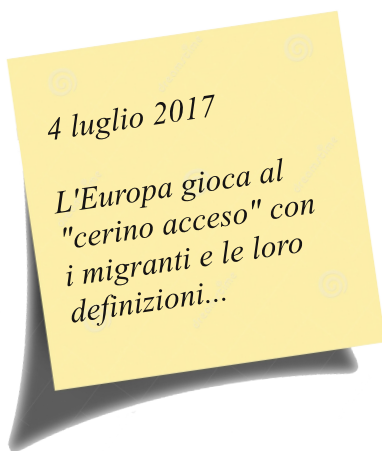 4 luglio 2017
L'Europa gioca al
"cerino acceso" con
i migranti e le loro
definizioni...